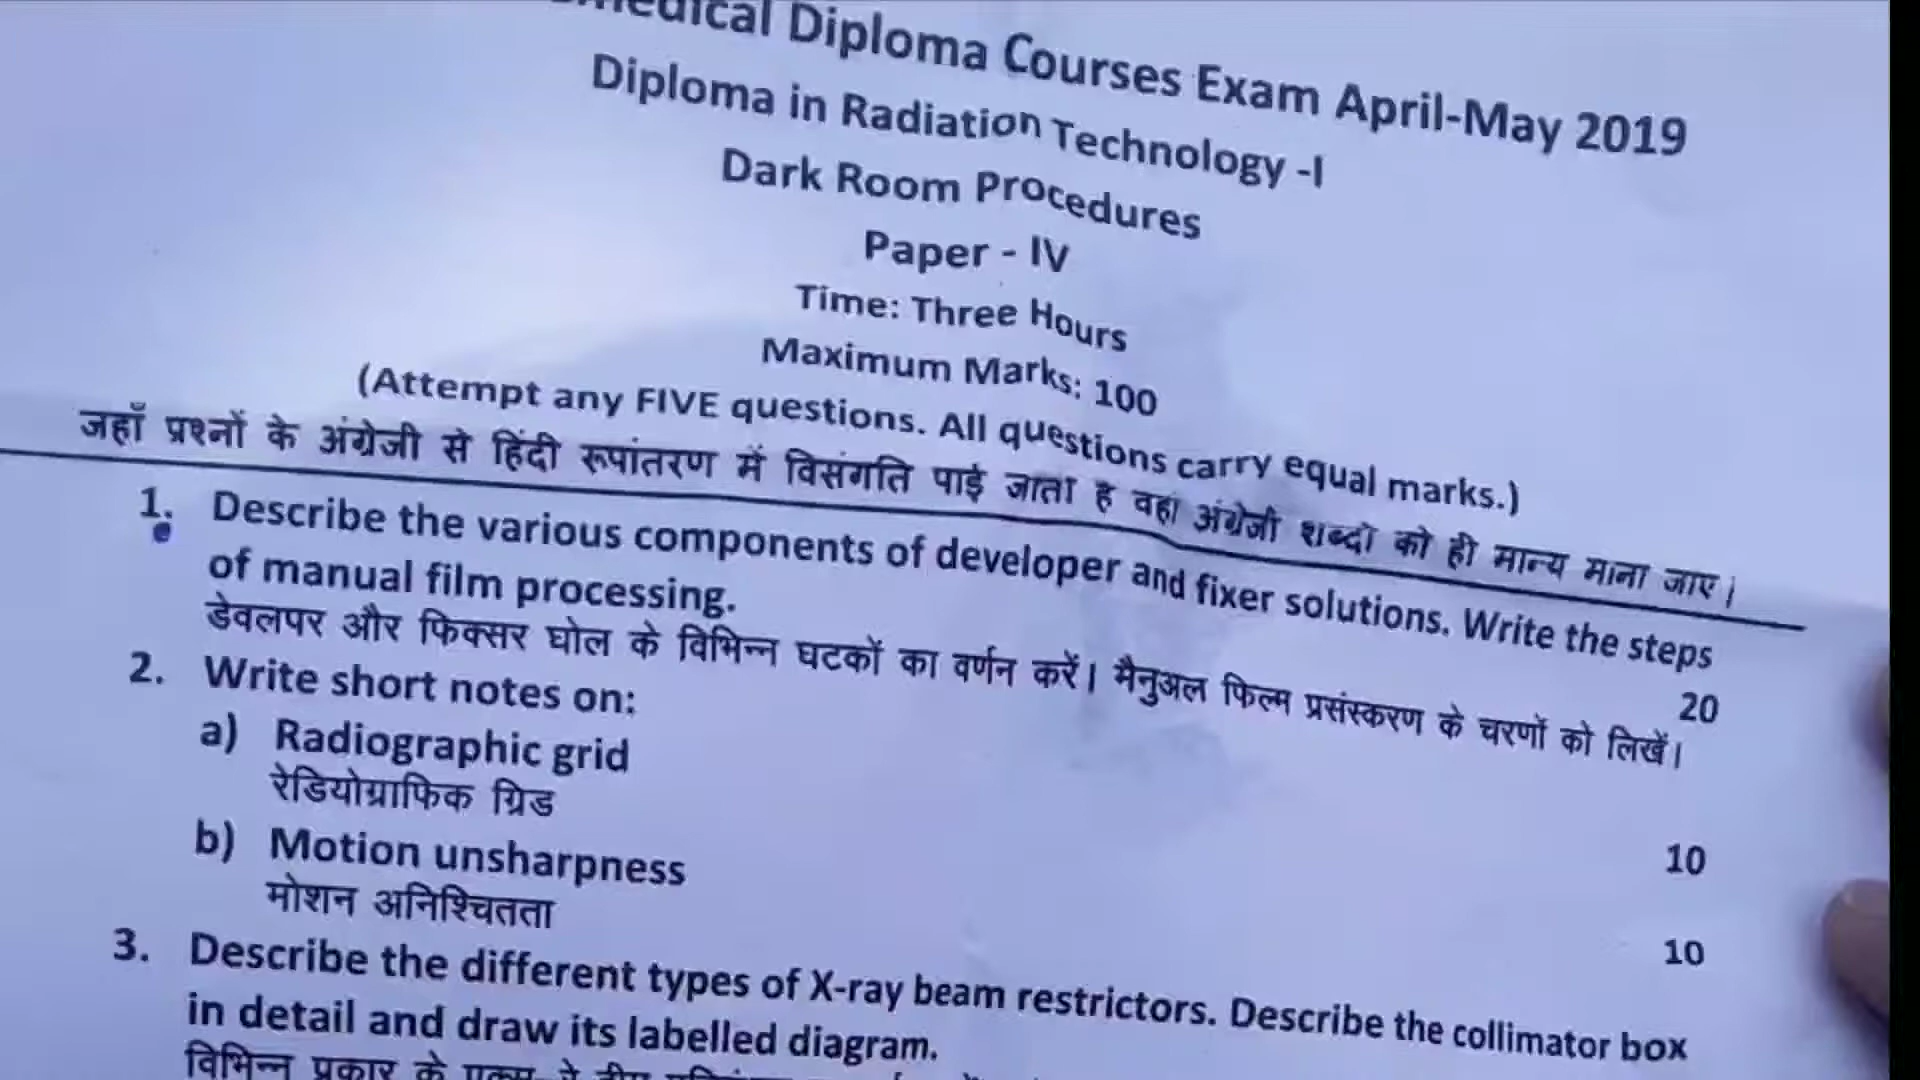 Diploma Courses Exam April-May 2019
Diploma in Radiation Technology -I
Dark Room Procedures
Paper - IV
Time: Three Hours
Maximum Marks: 100
(Attempt any FIVE questions. All questions carry equal marks.)
जहाँ प्रश्नों के अंग्रेजी से हिंदी रूपांतरण में विसंगति पाई जाता है वहां अंग्रेजी शब्दों को ही मान्य माना जाए।
1. Describe the various components of developer and fixer solutions. Write the steps
of manual film processing.
20
डेवलपर और फिक्सर घोल के विभिन्न घटकों का वर्णन करें। मैनुअल फिल्म प्रसंस्करण के चरणों को लिखें।
2. Write short notes on:
a) Radiographic grid
10
रेडियोग्राफिक ग्रिड
b) Motion unsharpness
10
मोशन अनिश्चितता
3. Describe the different types of X-ray beam restrictors. Describe the collimator box
in detail and draw its labelled diagram.
विभिन्न प्रकार के